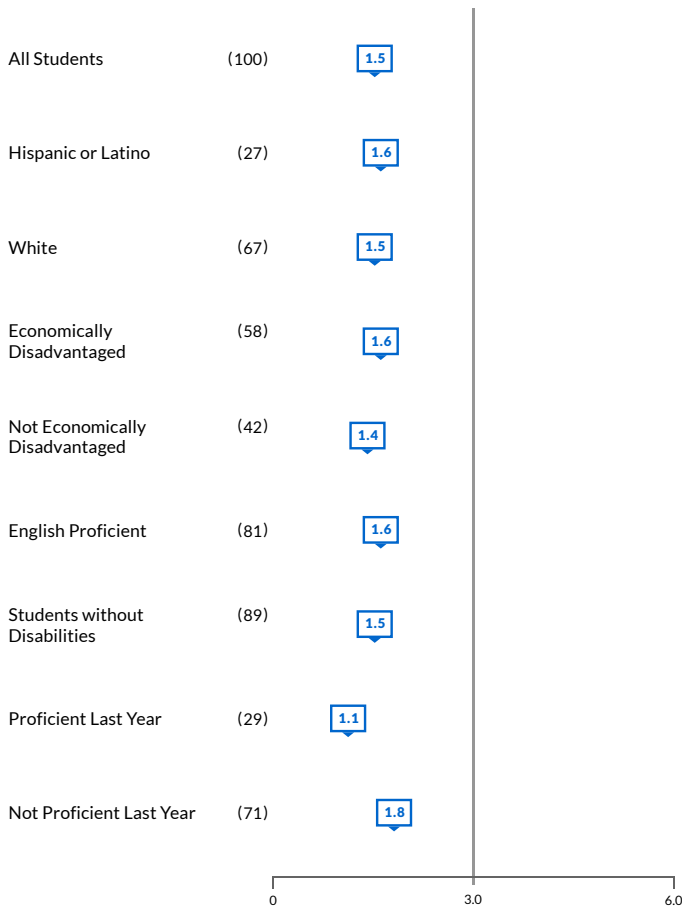 All Students (100) 1.5
Hispanic or Latino (27) 1.6
White (67) 1.5
Economically (58)
Disadvantaged 1.6
Not Economically (42)
Disadvantaged 1.4
English Proficient (81) 1.6
Students without (89)
Disabilities 1.5
Proficient Last Year (29) 1.1
Not Proficient Last Year (71) 1.8
0 3.0 6.0